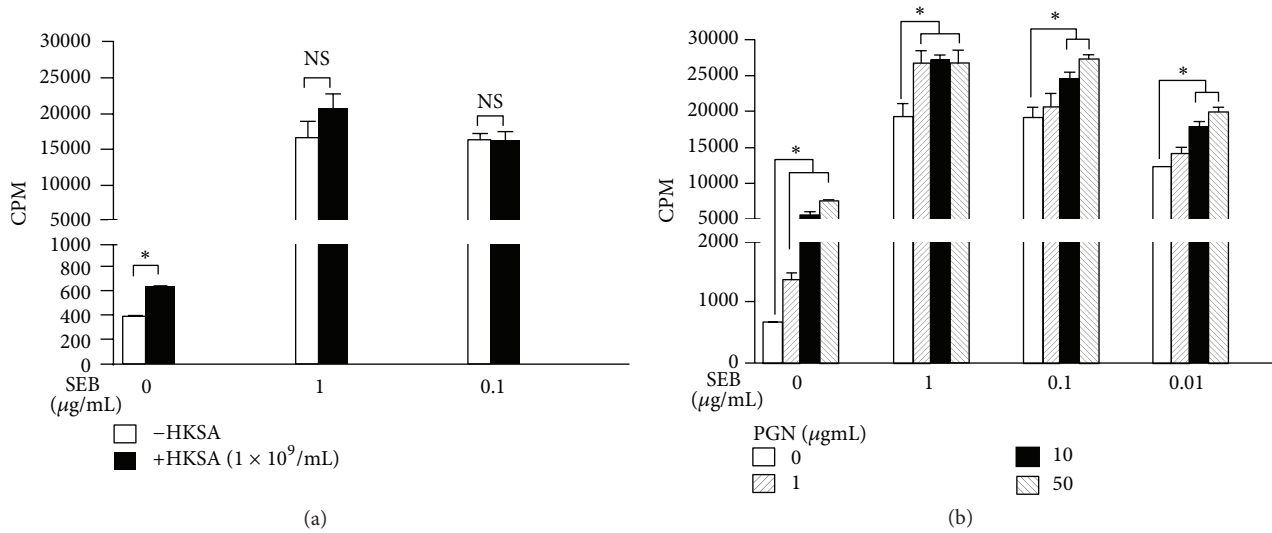 *
30000
25000
20000
15000
10000
5000
1000
800
600
400
200
0
CPM
NS
NS
*
SEB
(μg/mL)
0
1
0.1
−HKSA
+HKSA (1 × 10⁹/mL)
(a)
30000
25000
20000
15000
10000
5000
2000
1000
0
CPM
*
*
*
*
SEB
(μg/mL)
0
1
0.1
0.01
PGN (μgmL)
0
1
10
50
(b)